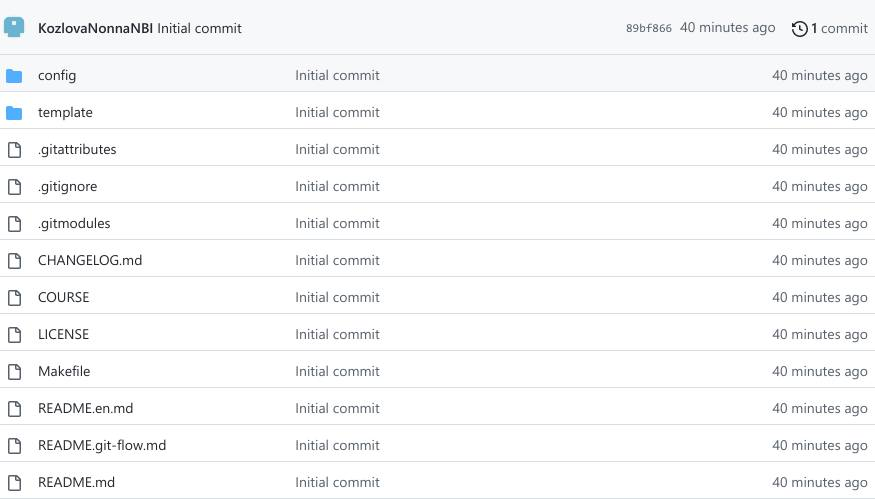 KozlovaNonnaNBI Initial commit 89bf866 40 minutes ago 1 commit
config Initial commit 40 minutes ago
template Initial commit 40 minutes ago
.gitattributes Initial commit 40 minutes ago
.gitignore Initial commit 40 minutes ago
.gitmodules Initial commit 40 minutes ago
CHANGELOG.md Initial commit 40 minutes ago
COURSE Initial commit 40 minutes ago
LICENSE Initial commit 40 minutes ago
Makefile Initial commit 40 minutes ago
README.en.md Initial commit 40 minutes ago
README.git-flow.md Initial commit 40 minutes ago
README.md Initial commit 40 minutes ago